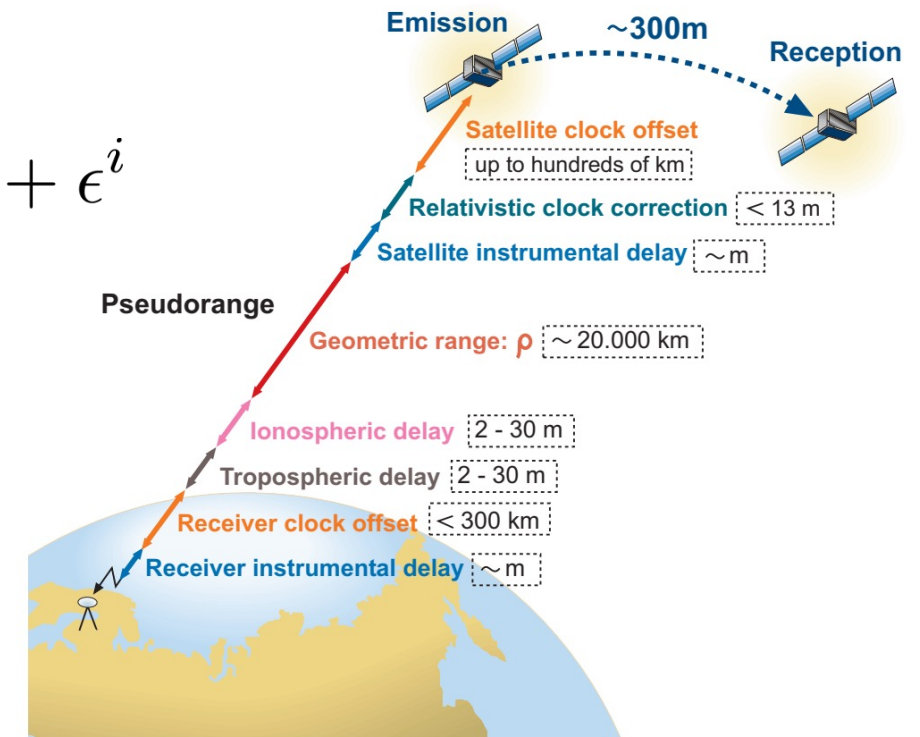 Emission
~300m
Reception
+ ϵ^i
Satellite clock offset
up to hundreds of km
Relativistic clock correction < 13 m
Satellite instrumental delay ~ m
Pseudorange
Geometric range: ρ ~ 20.000 km
Ionospheric delay 2 - 30 m
Tropospheric delay 2 - 30 m
Receiver clock offset < 300 km
Receiver instrumental delay ~ m